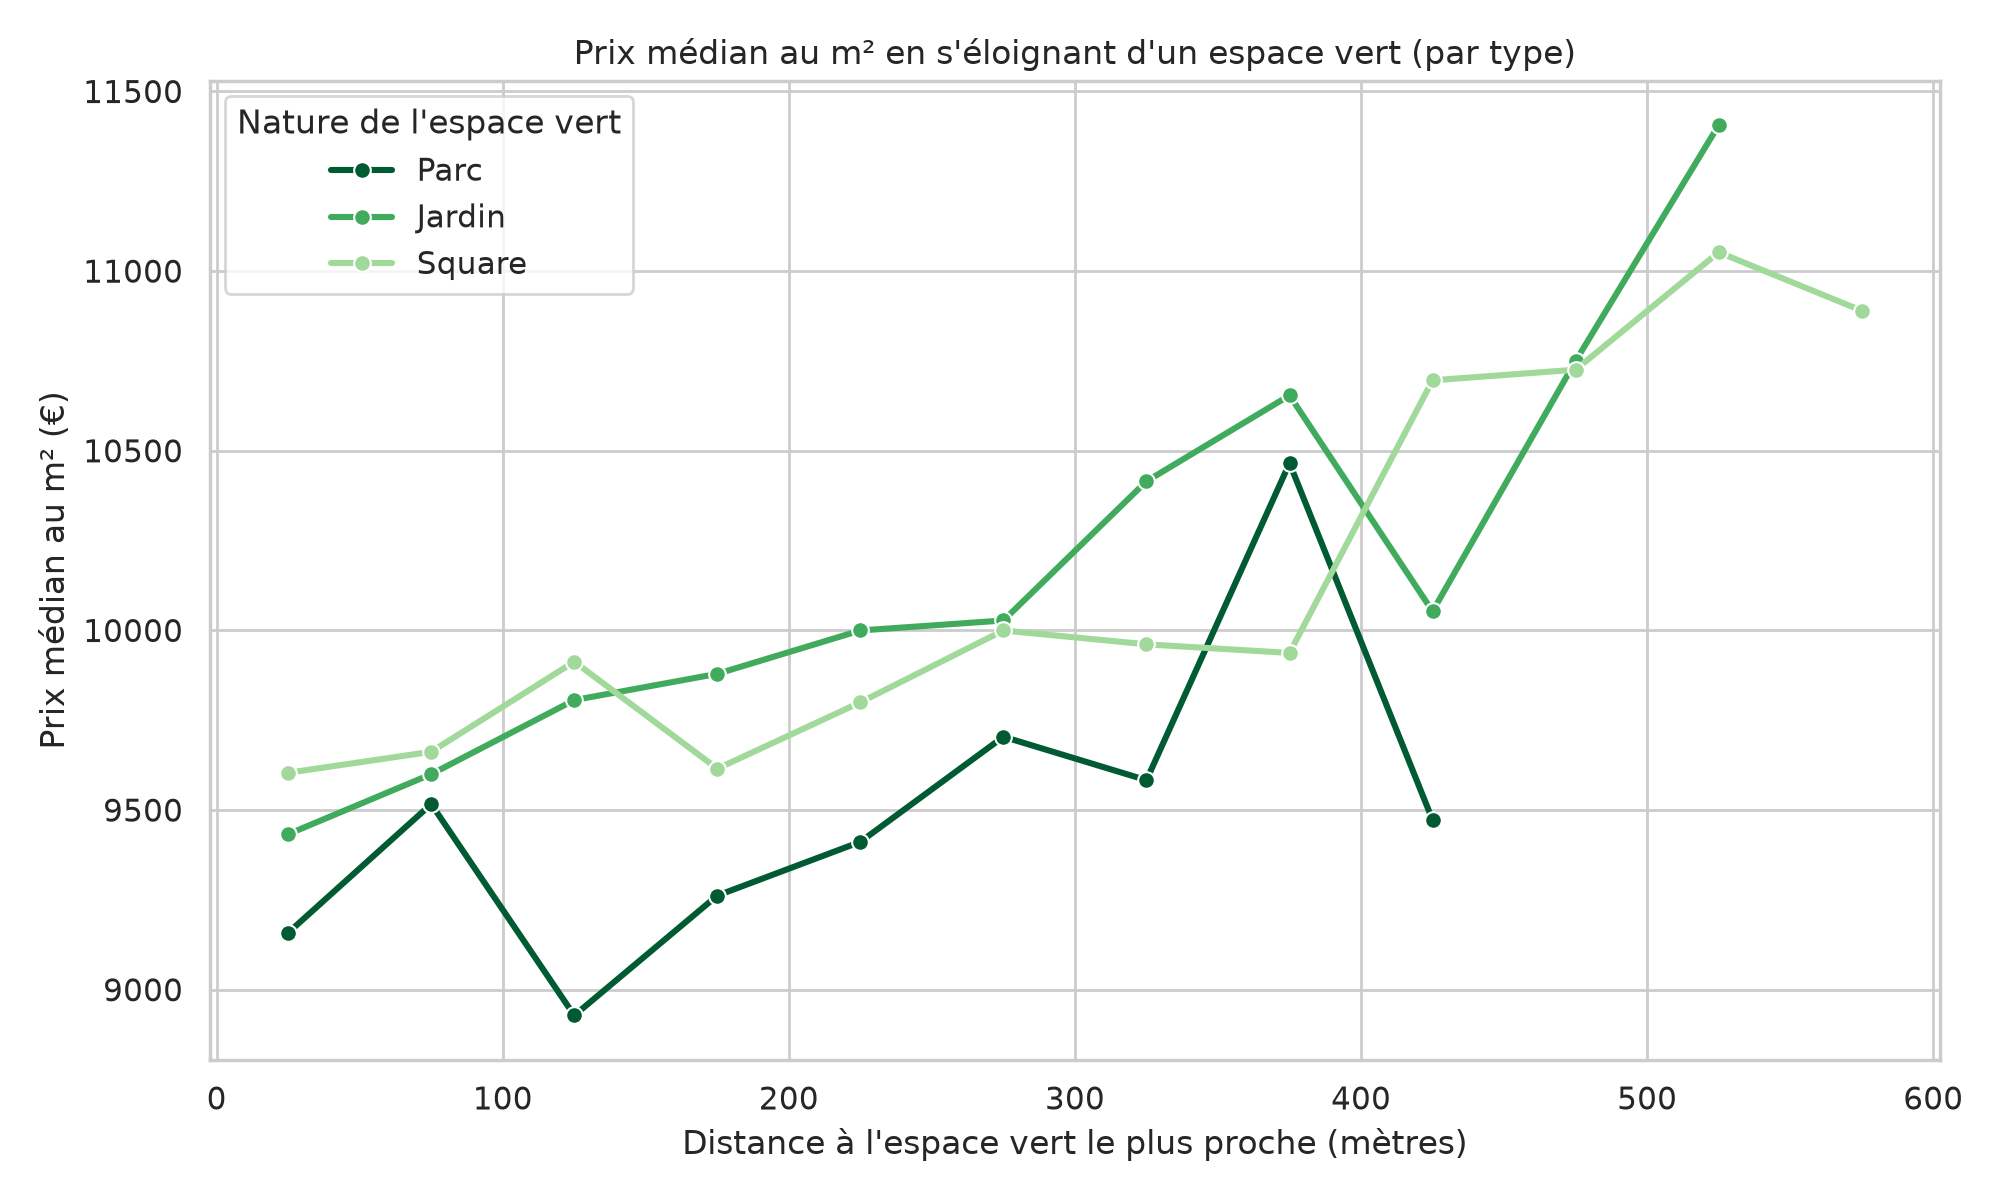 Prix médian au m² en s'éloignant d'un espace vert (par type)
Nature de l'espace vert
Parc
Jardin
Square
Prix médian au m² (€)
11500
11000
10500
10000
9500
9000
0 100 200 300 400 500 600
Distance à l'espace vert le plus proche (mètres)